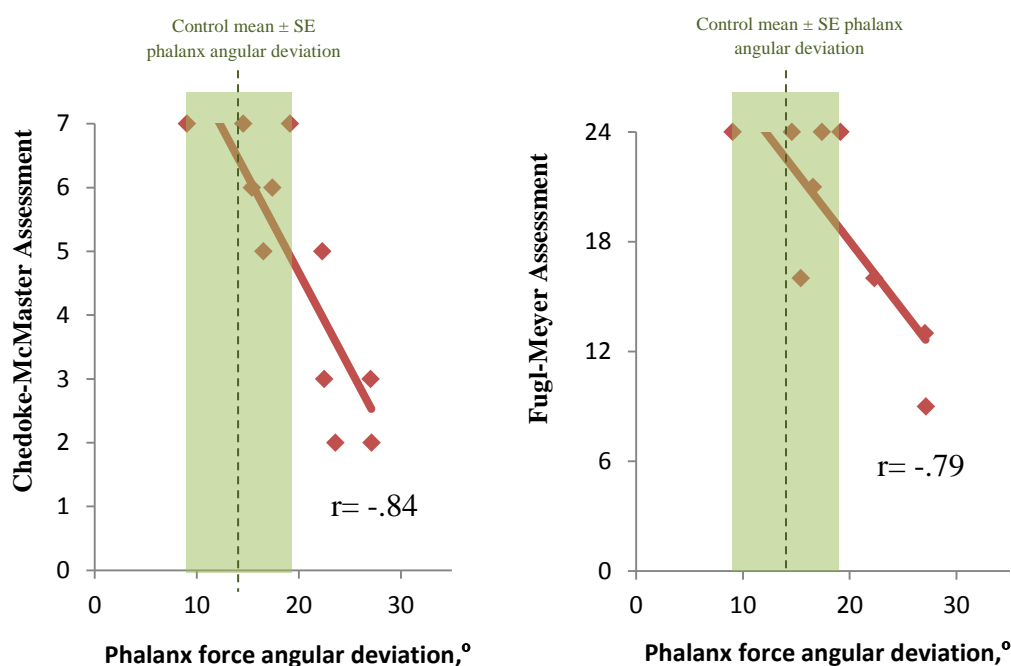 Control mean ± SE
phalanx angular deviation
Chedoke-McMaster Assessment
7
6
5
4
3
2
1
0
0 10 20 30
r= -.84
Phalanx force angular deviation,º
Control mean ± SE phalanx
angular deviation
Fugl-Meyer Assessment
24
18
12
6
0
0 10 20 30
r= -.79
Phalanx force angular deviation,º